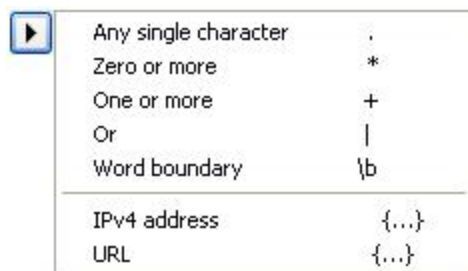 Any single character .
Zero or more *
One or more +
Or |
Word boundary \b
IPv4 address {...}
URL {...}